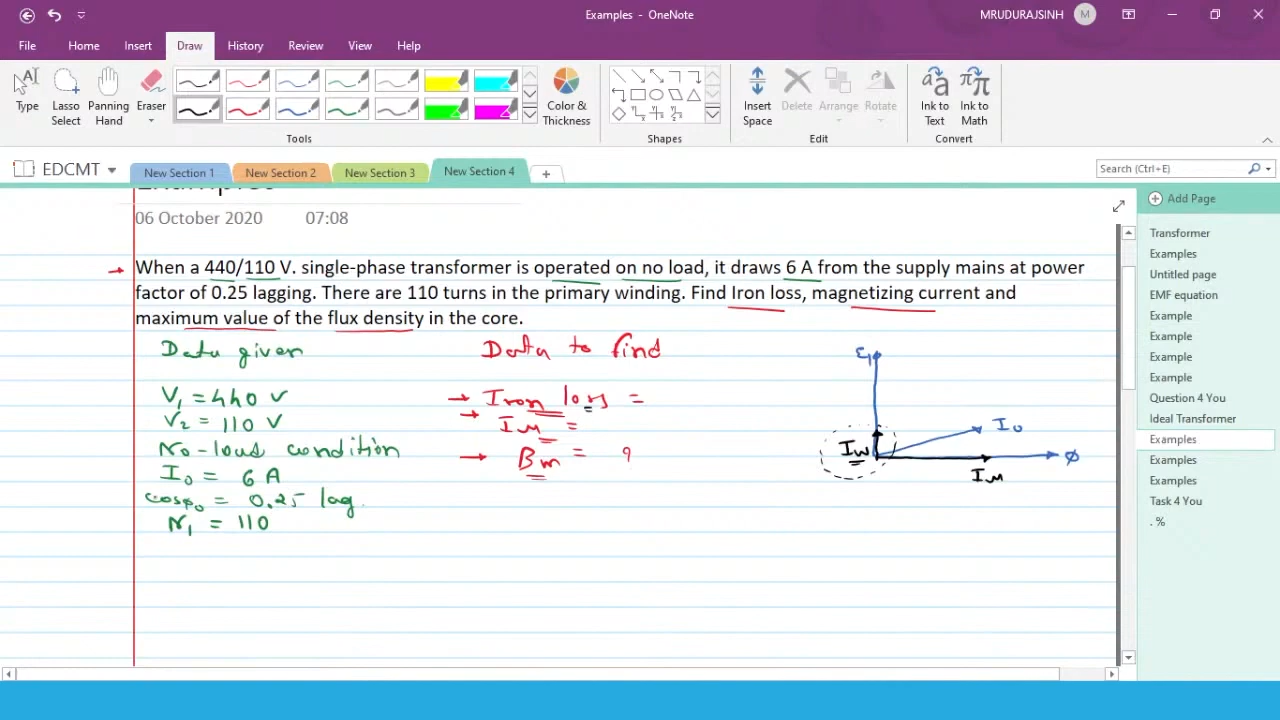 Examples - OneNote
MRUDURAJSINH M
File Home Insert Draw History Review View Help
Type
Lasso Select
Panning Hand
Eraser
Color & Thickness
Insert Space
Delete
Arrange
Rotate
Ink to Text
Ink to Math
Tools Shapes Edit Convert
EDCMT New Section 1 New Section 2 New Section 3 New Section 4
Search (Ctrl+E)
Add Page
Examples
06 October 2020 07:08
When a 440/110 V. single-phase transformer is operated on no load, it draws 6 A from the supply mains at power
factor of 0.25 lagging. There are 110 turns in the primary winding. Find Iron loss, magnetizing current and
maximum value of the flux density in the core.
Data given
V1 = 440 V
V2 = 110 V
No-load condition
I0 = 6 A
cosφ0 = 0.25 lag.
N1 = 110
Data to find
→ Iron loss =
→ Iμ =
→ Bm = ?
E1
I0
Iw
φ
Iμ
Transformer
Examples
Untitled page
EMF equation
Example
Example
Example
Example
Question 4 You
Ideal Transformer
Examples
Examples
Examples
Task 4 You
. %